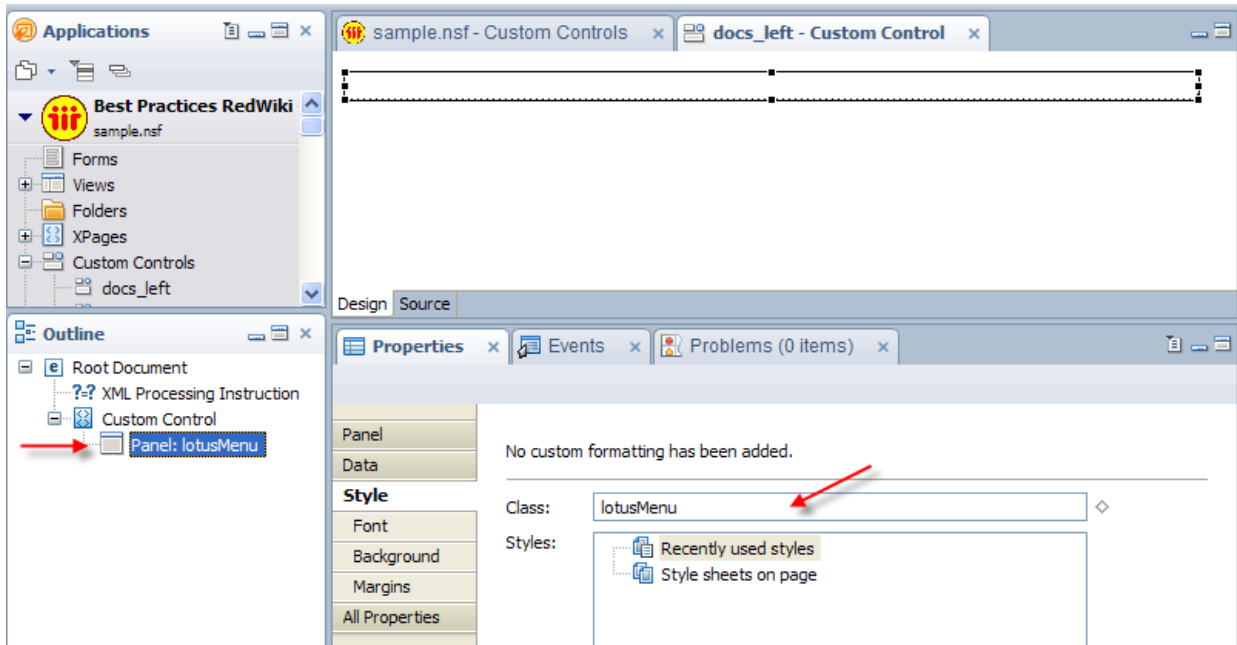 Applications
Best Practices RedWiki
sample.nsf
Forms
Views
Folders
XPages
Custom Controls
docs_left
Outline
Root Document
?=? XML Processing Instruction
Custom Control
Panel: lotusMenu
sample.nsf - Custom Controls
docs_left - Custom Control
Design Source
Properties
Events
Problems (0 items)
Panel
Data
Style
Font
Background
Margins
All Properties
No custom formatting has been added.
Class: lotusMenu
Styles:
Recently used styles
Style sheets on page